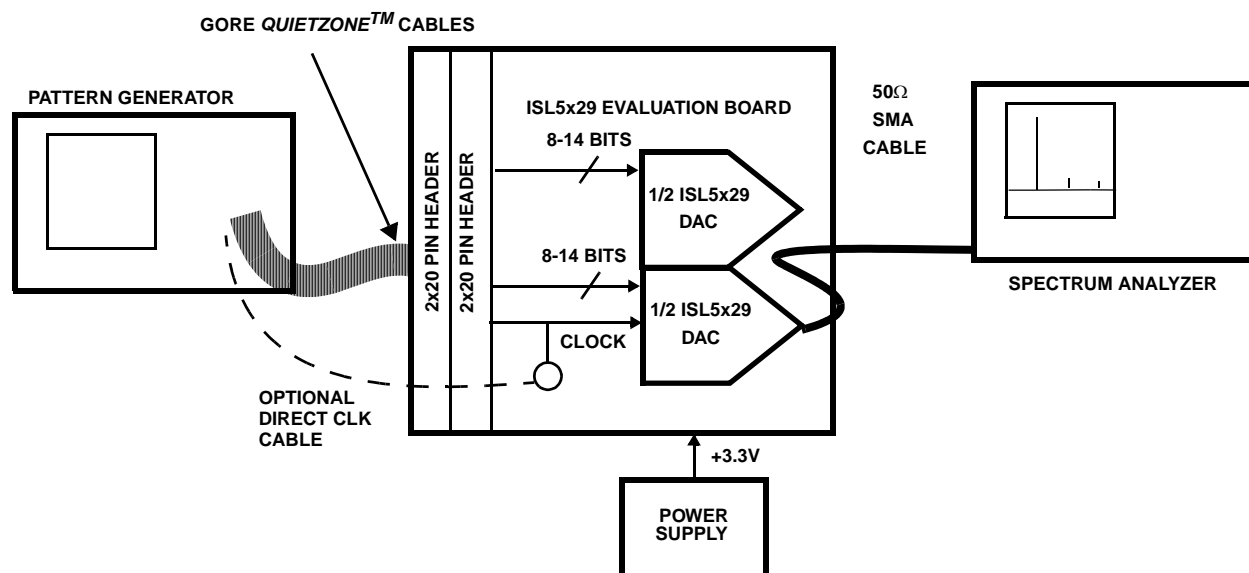 GORE QUIETZONE™ CABLES
PATTERN GENERATOR
ISL5x29 EVALUATION BOARD
8-14 BITS
1/2 ISL5x29
DAC
8-14 BITS
1/2 ISL5x29
DAC
CLOCK
2x20 PIN HEADER
2x20 PIN HEADER
50Ω
SMA
CABLE
SPECTRUM ANALYZER
OPTIONAL
DIRECT CLK
CABLE
+3.3V
POWER
SUPPLY